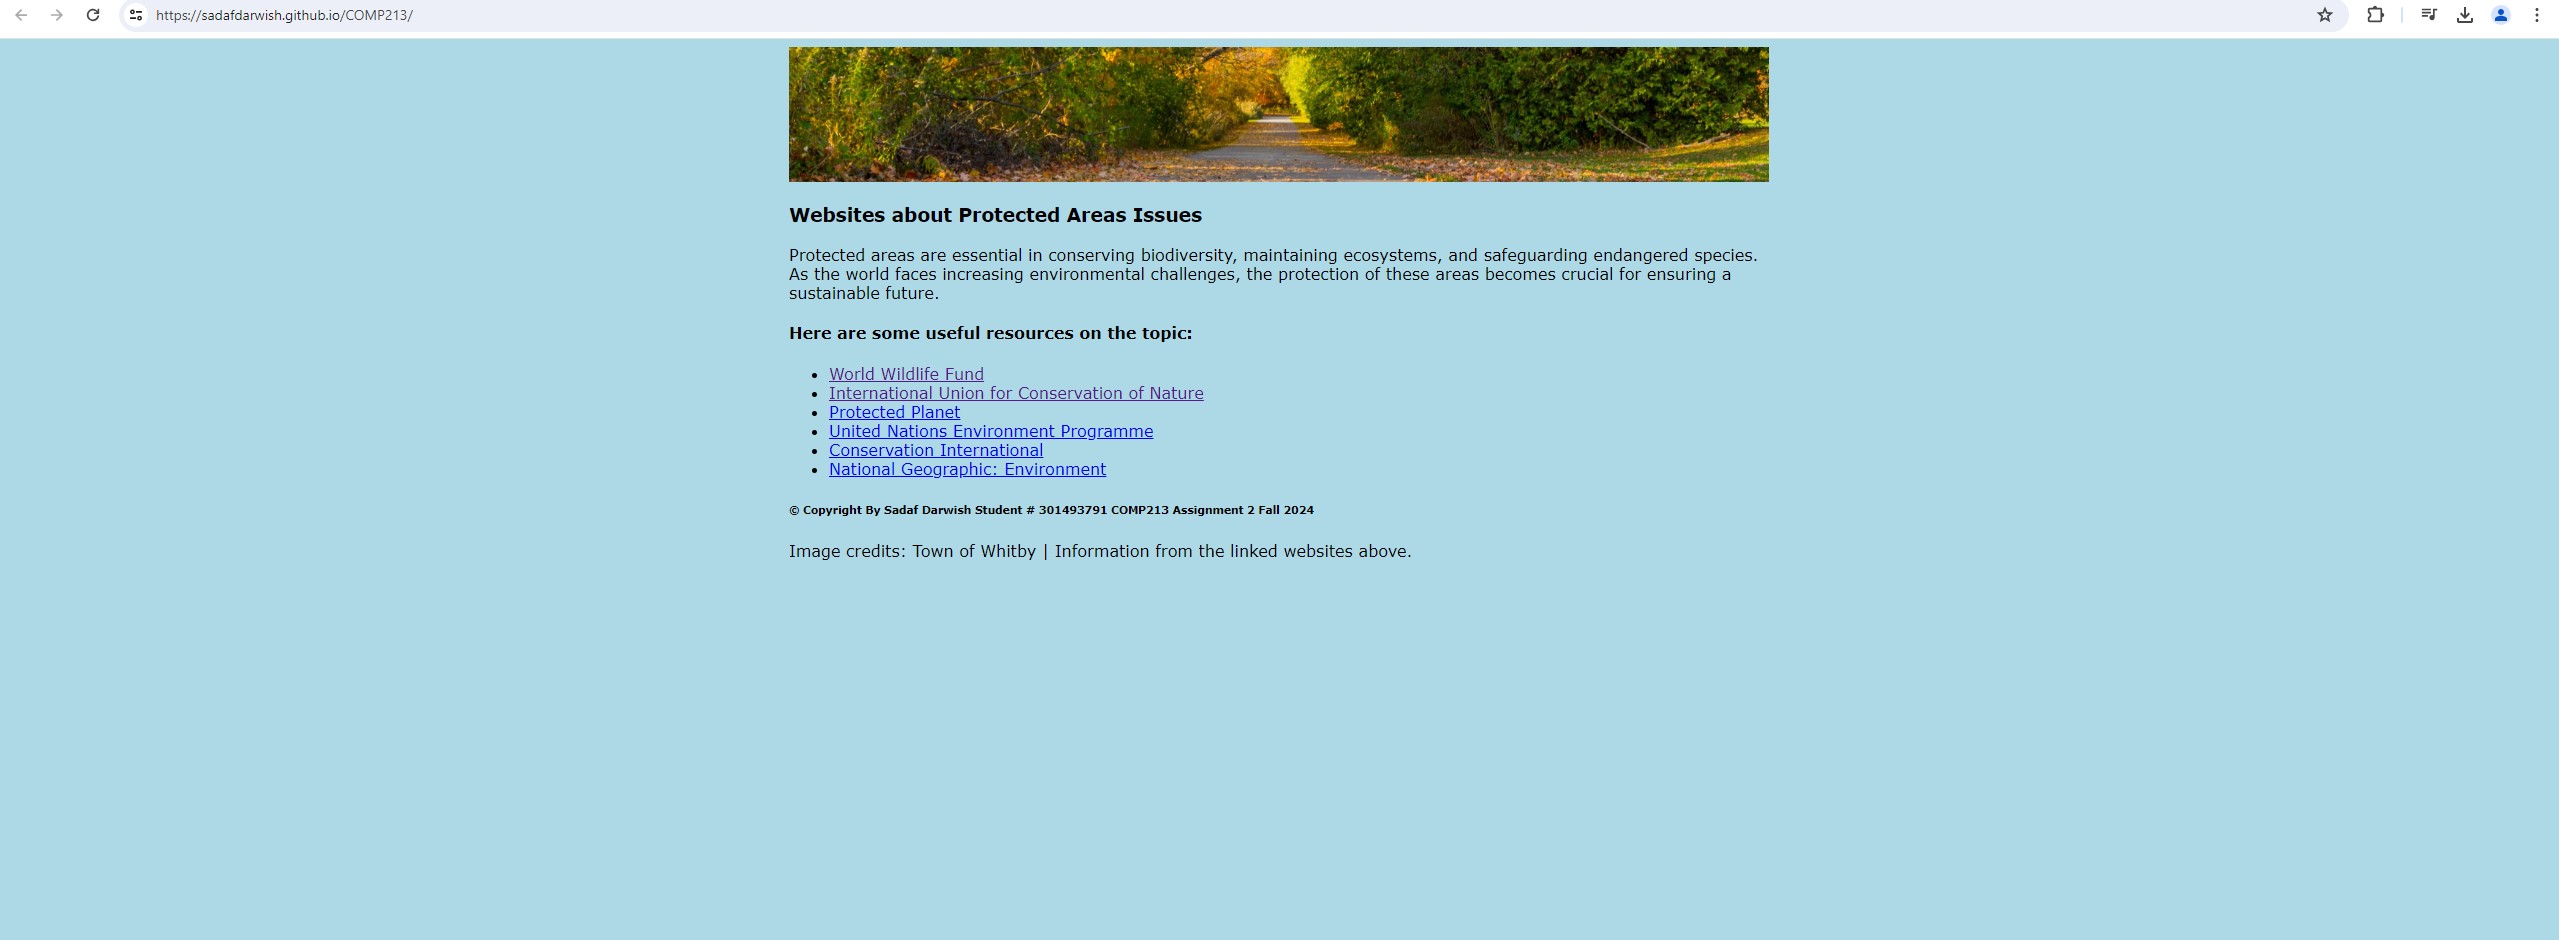 https://sadafdarwish.github.io/COMP213/
Websites about Protected Areas Issues
Protected areas are essential in conserving biodiversity, maintaining ecosystems, and safeguarding endangered species.
As the world faces increasing environmental challenges, the protection of these areas becomes crucial for ensuring a
sustainable future.
Here are some useful resources on the topic:
World Wildlife Fund
International Union for Conservation of Nature
Protected Planet
United Nations Environment Programme
Conservation International
National Geographic: Environment
© Copyright By Sadaf Darwish Student # 301493791 COMP213 Assignment 2 Fall 2024
Image credits: Town of Whitby | Information from the linked websites above.